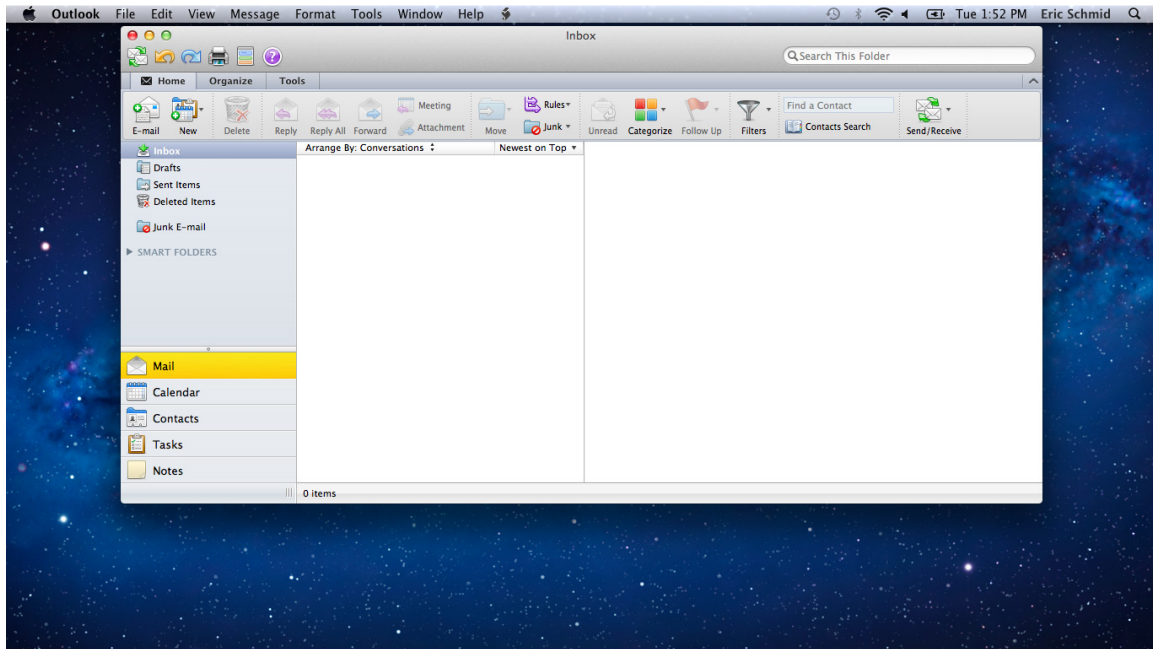 Outlook File Edit View Message Format Tools Window Help Tue 1:52 PM Eric Schmid
Inbox
Search This Folder
Home Organize Tools
E-mail New Delete Reply Reply All Forward Meeting Attachment Move Rules Junk Unread Categorize Follow Up Filters Find a Contact Contacts Search Send/Receive
Inbox
Arrange By: Conversations Newest on Top
Drafts
Sent Items
Deleted Items
Junk E-mail
SMART FOLDERS
Mail
Calendar
Contacts
Tasks
Notes
0 items